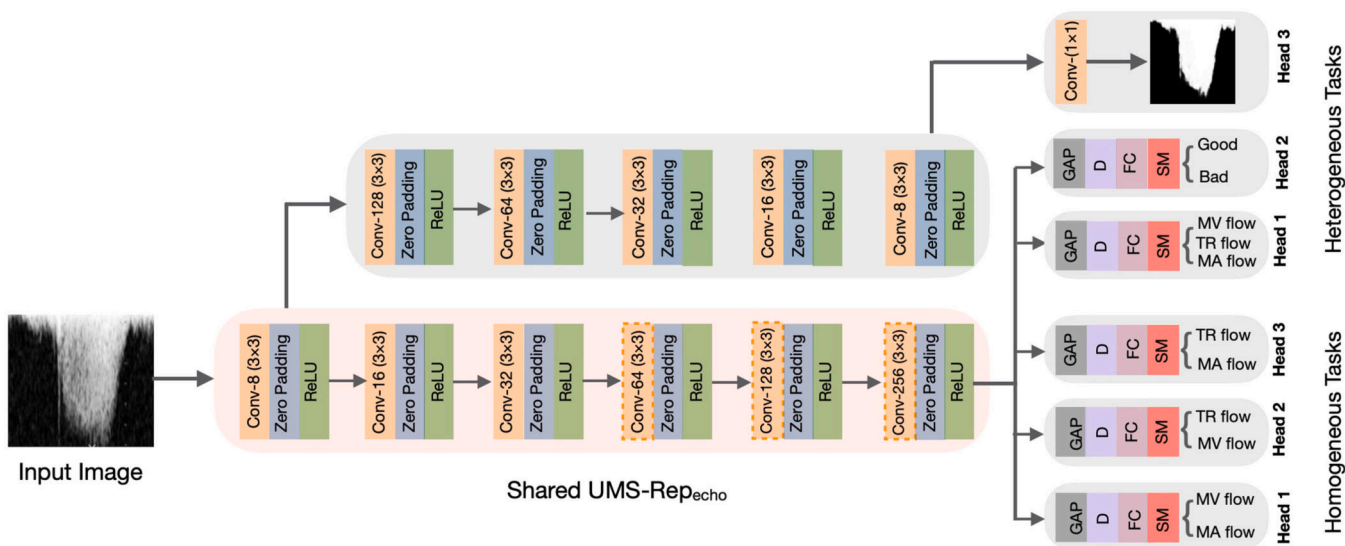 Conv-(1×1)
Head 3
Conv-128 (3×3)
Zero Padding
ReLU
Conv-64 (3×3)
Zero Padding
ReLU
Conv-32 (3×3)
Zero Padding
ReLU
Conv-16 (3×3)
Zero Padding
ReLU
Conv-8 (3×3)
Zero Padding
ReLU
GAP
D
FC
SM
Good
Bad
Head 2
GAP
D
FC
SM
MV flow
TR flow
MA flow
Head 1
Heterogeneous Tasks
Input Image
Conv-8 (3×3)
Zero Padding
ReLU
Conv-16 (3×3)
Zero Padding
ReLU
Conv-32 (3×3)
Zero Padding
ReLU
Conv-64 (3×3)
Zero Padding
ReLU
Conv-128 (3×3)
Zero Padding
ReLU
Conv-256 (3×3)
Zero Padding
ReLU
Shared UMS-Repecho
GAP
D
FC
SM
TR flow
MA flow
Head 3
GAP
D
FC
SM
TR flow
MV flow
Head 2
GAP
D
FC
SM
MV flow
MA flow
Head 1
Homogeneous Tasks